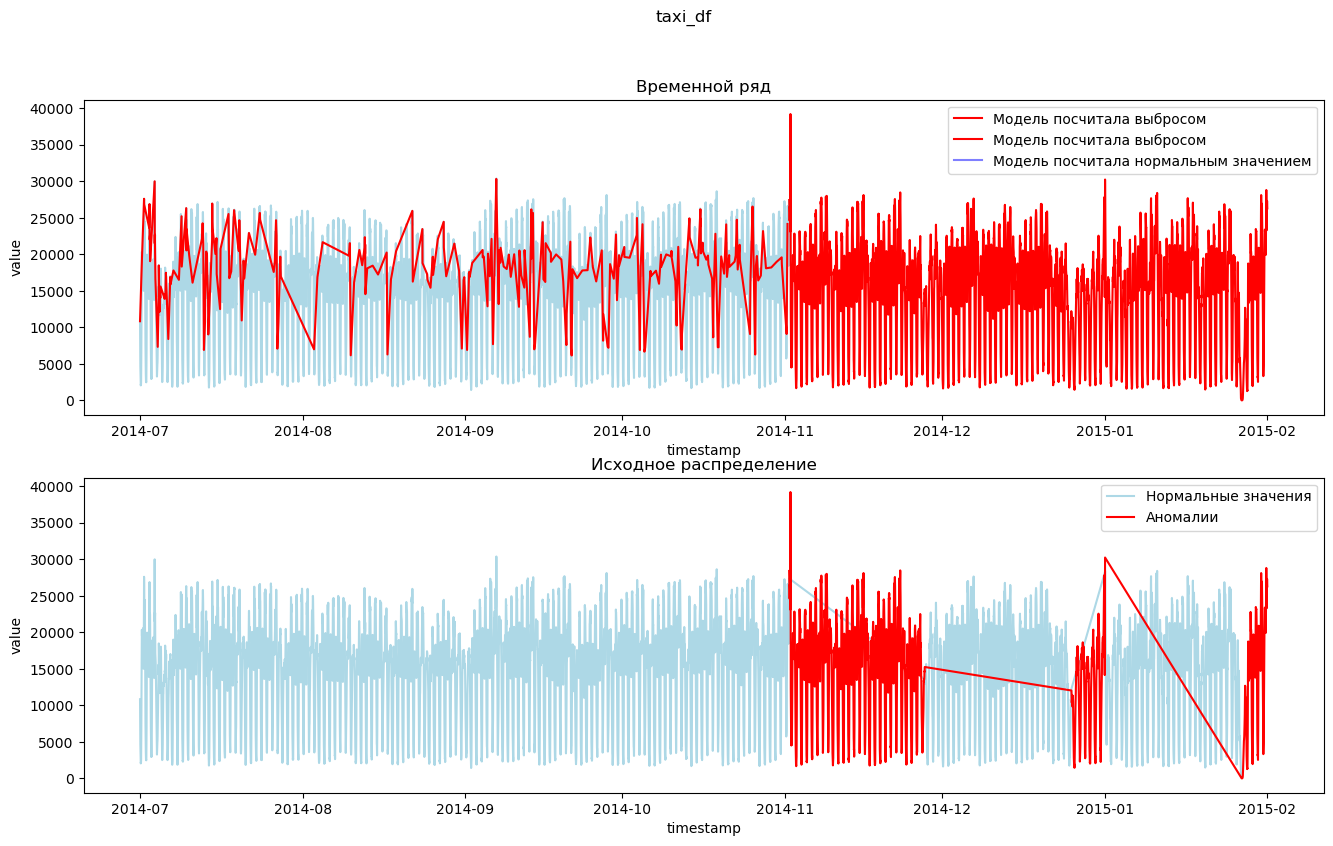 taxi_df
Временной ряд
40000
35000
30000
25000
20000
15000
10000
5000
0
value
Модель посчитала выбросом
Модель посчитала выбросом
Модель посчитала нормальным значением
2014-07 2014-08 2014-09 2014-10 2014-11 2014-12 2015-01 2015-02
timestamp
Исходное распределение
40000
35000
30000
25000
20000
15000
10000
5000
0
value
Нормальные значения
Аномалии
2014-07 2014-08 2014-09 2014-10 2014-11 2014-12 2015-01 2015-02
timestamp